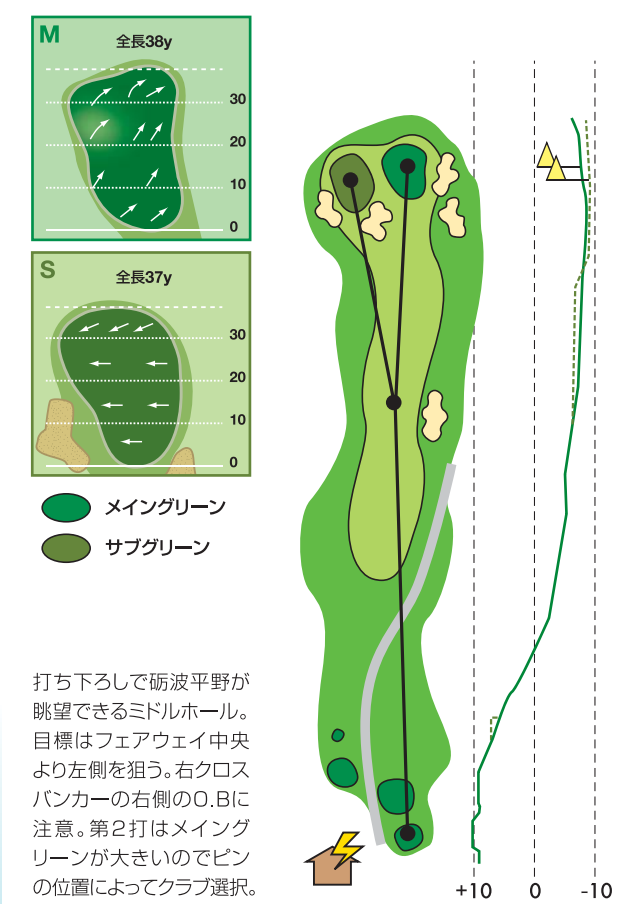 M
全長38y
30
20
10
0
S
全長37y
30
20
10
0
メイングリーン
サブグリーン
打ち下ろしで砺波平野が
眺望できるミドルホール。
目標はフェアウェイ中央
より左側を狙う。右クロス
バンカーの右側のO.Bに
注意。第2打はメイング
リーンが大きいのでピン
の位置によってクラブ選択。
+10 0 -10